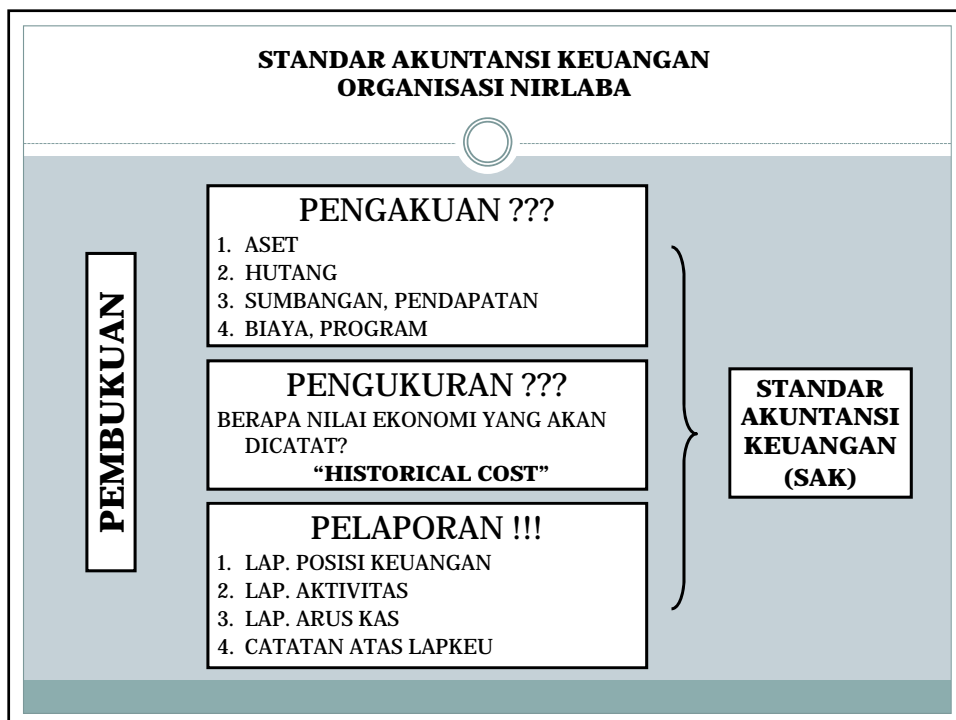 STANDAR AKUNTANSI KEUANGAN
ORGANISASI NIRLABA
PEMBUKUAN
PENGAKUAN ???
1. ASET
2. HUTANG
3. SUMBANGAN, PENDAPATAN
4. BIAYA, PROGRAM
PENGUKURAN ???
BERAPA NILAI EKONOMI YANG AKAN
DICATAT?
“HISTORICAL COST”
PELAPORAN !!!
1. LAP. POSISI KEUANGAN
2. LAP. AKTIVITAS
3. LAP. ARUS KAS
4. CATATAN ATAS LAPKEU
STANDAR
AKUNTANSI
KEUANGAN
(SAK)